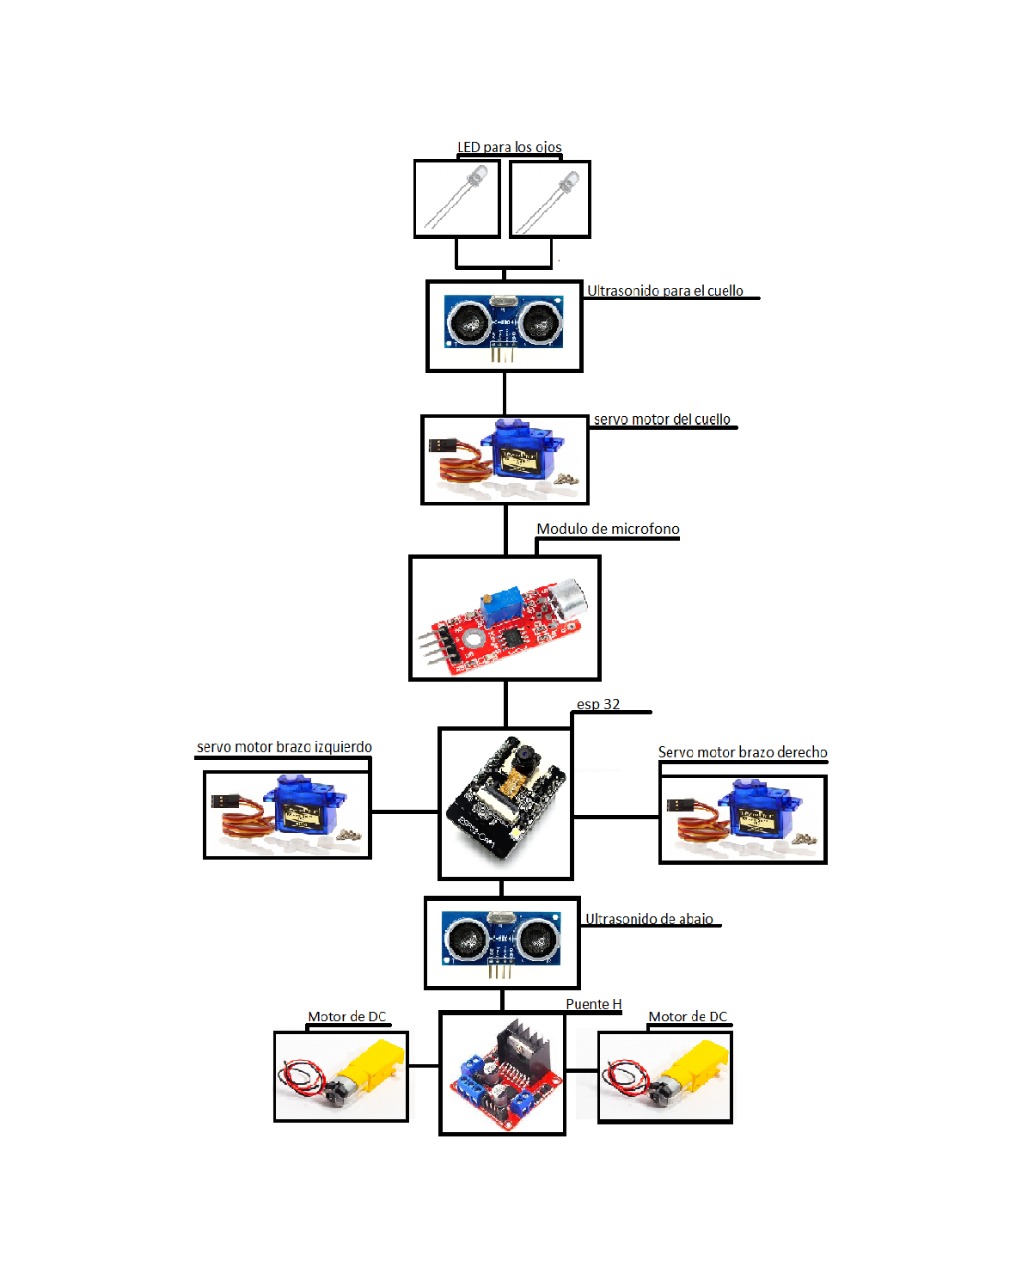 LED para los ojos
Ultrasonido para el cuello
servo motor del cuello
Modulo de microfono
esp 32
servo motor brazo izquierdo
Servo motor brazo derecho
Ultrasonido de abajo
Puente H
Motor de DC
Motor de DC